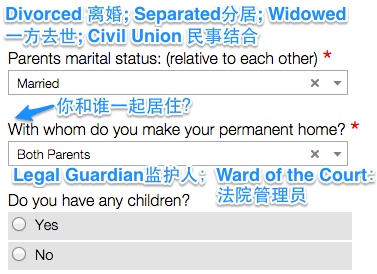 Divorced 离婚; Separated分居; Widowed
一方去世; Civil Union 民事结合
Parents marital status: (relative to each other) *
Married
你和谁一起居住?
With whom do you make your permanent home? *
Both Parents
Legal Guardian监护人; Ward of the Court:
法院管理员
Do you have any children?
Yes
No